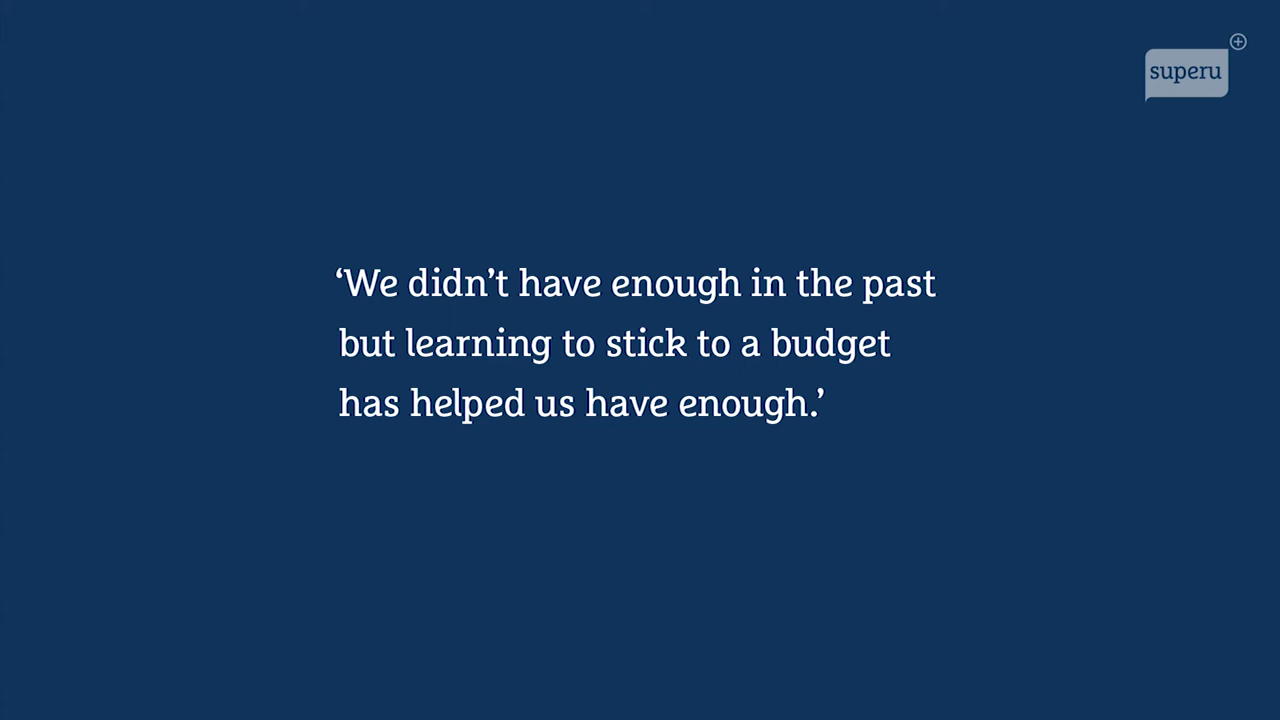 superu
‘We didn’t have enough in the past
but learning to stick to a budget
has helped us have enough.’